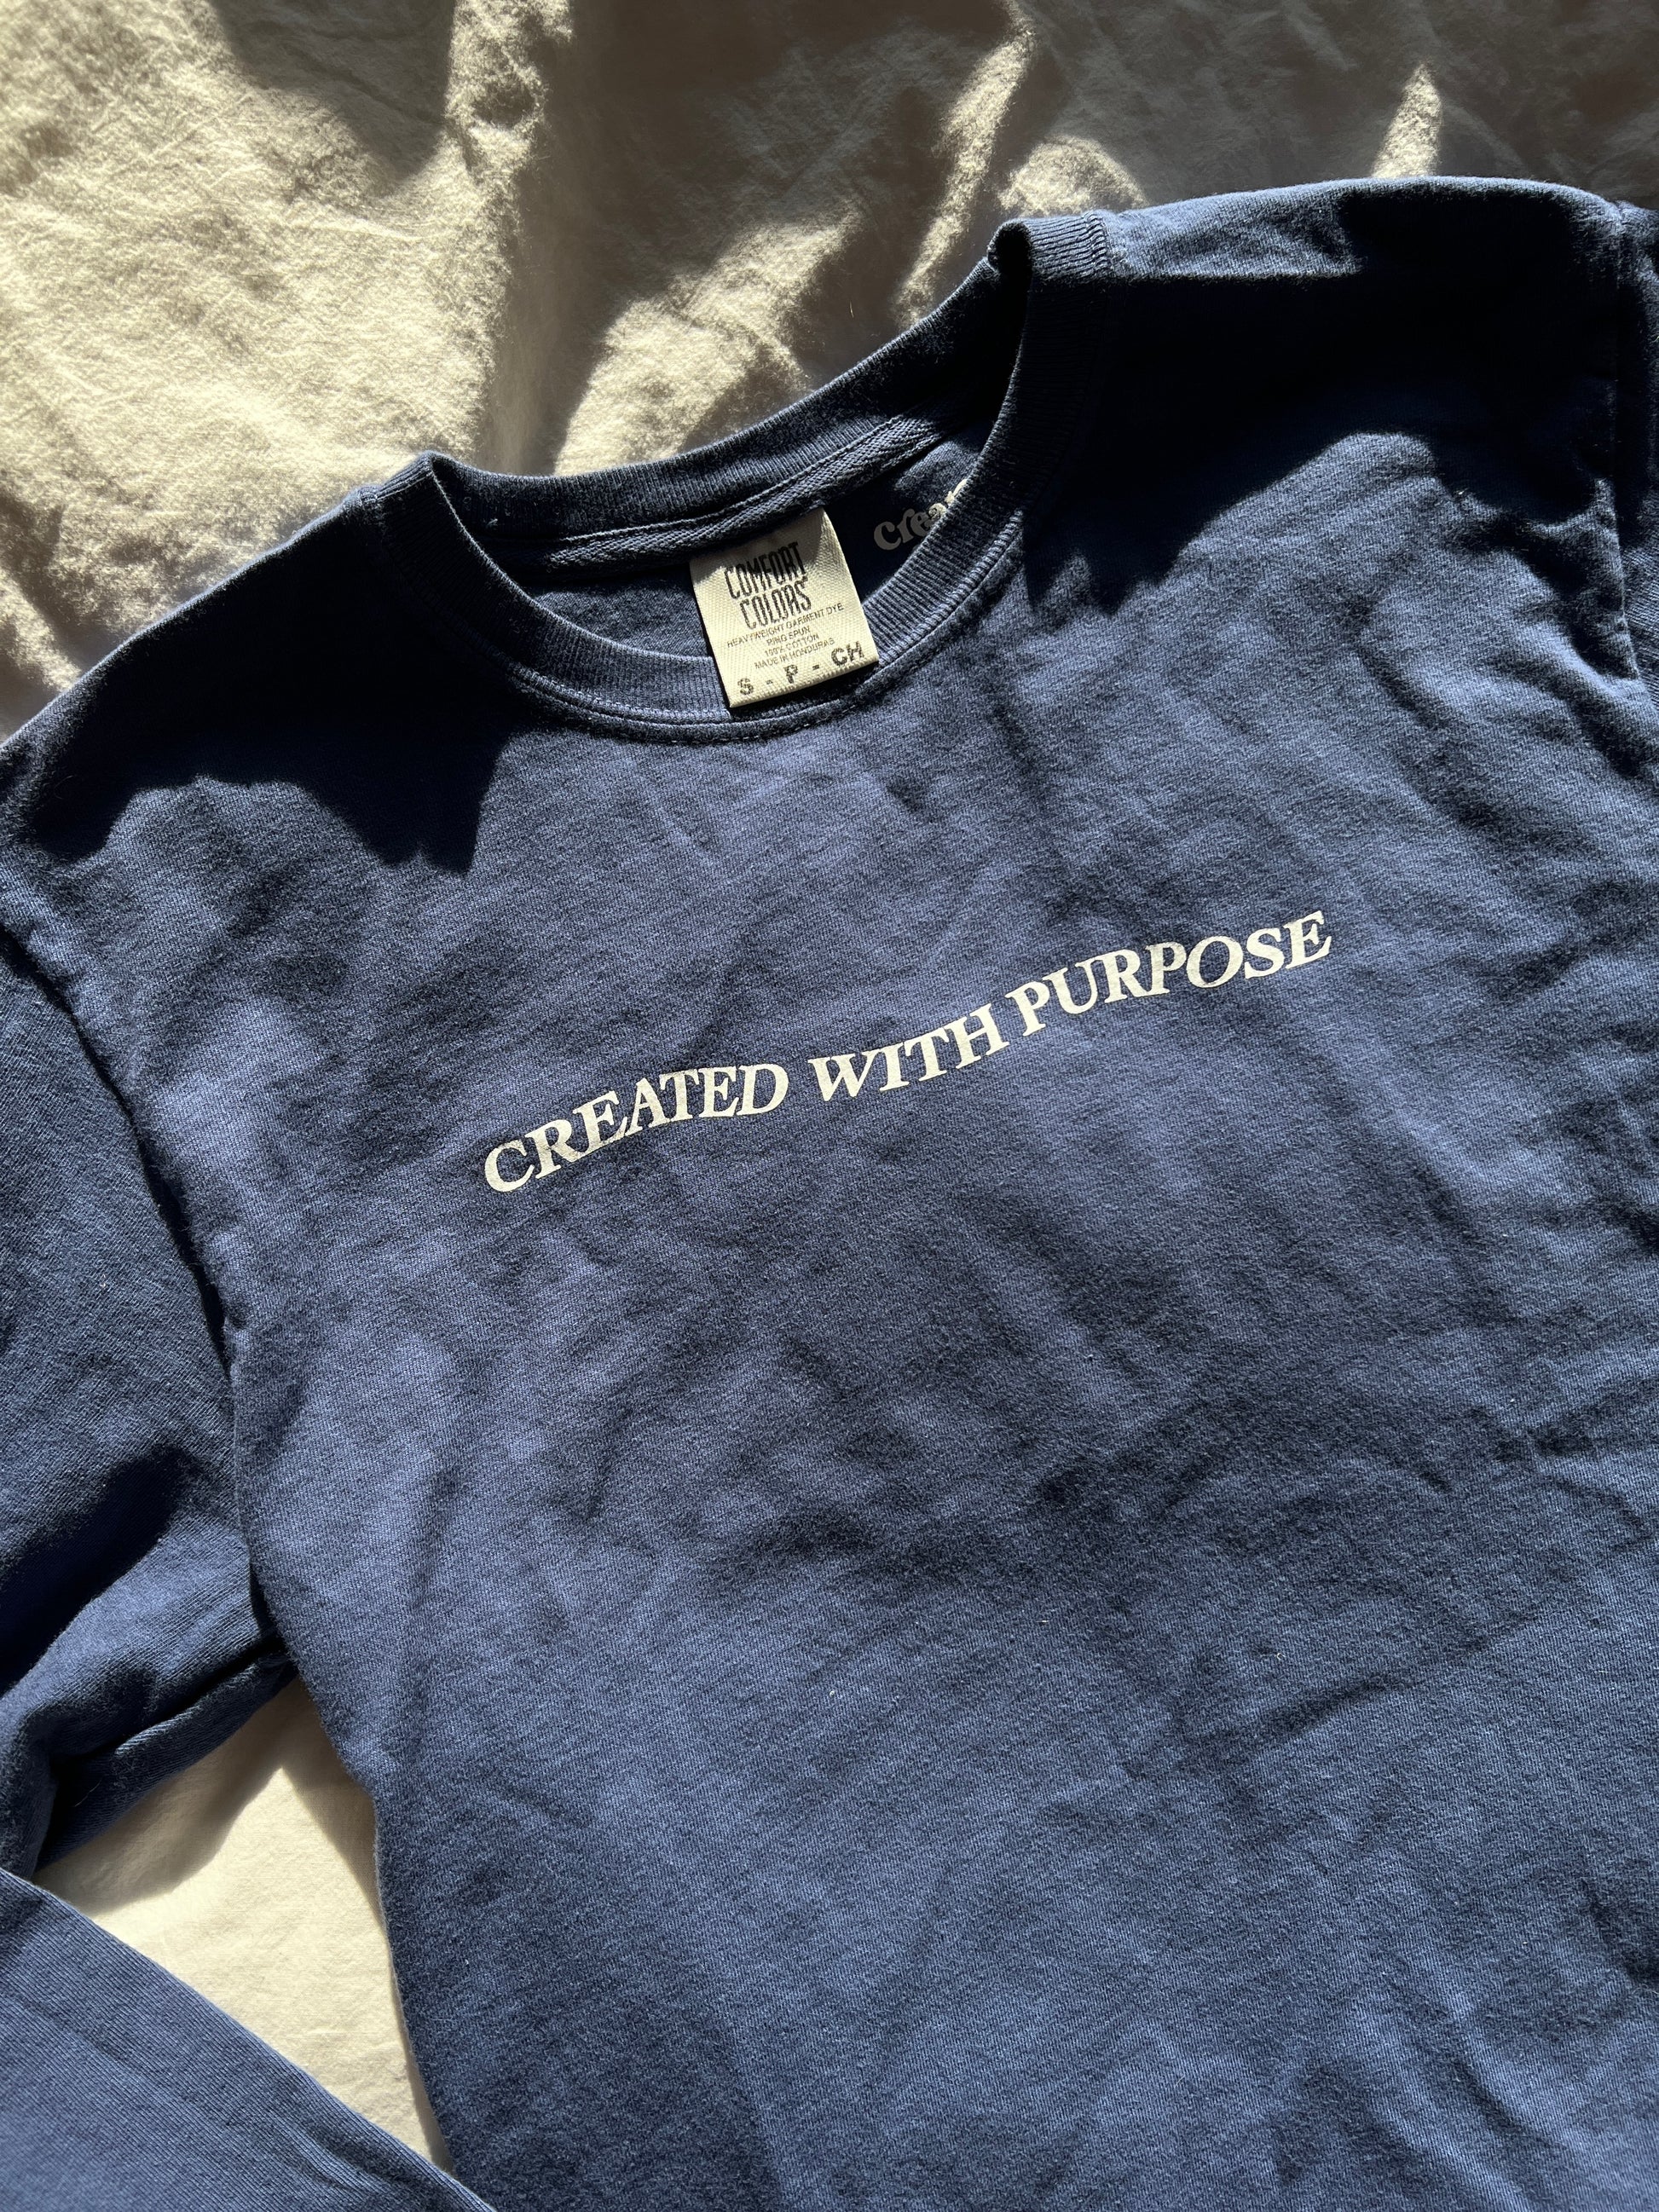 COMFORT
COLORS®
HEAVYWEIGHT GARMENT DYE
RING SPUN
100% COTTON
MADE IN HONDURAS
S - P - CH
CREATED WITH PURPOSE